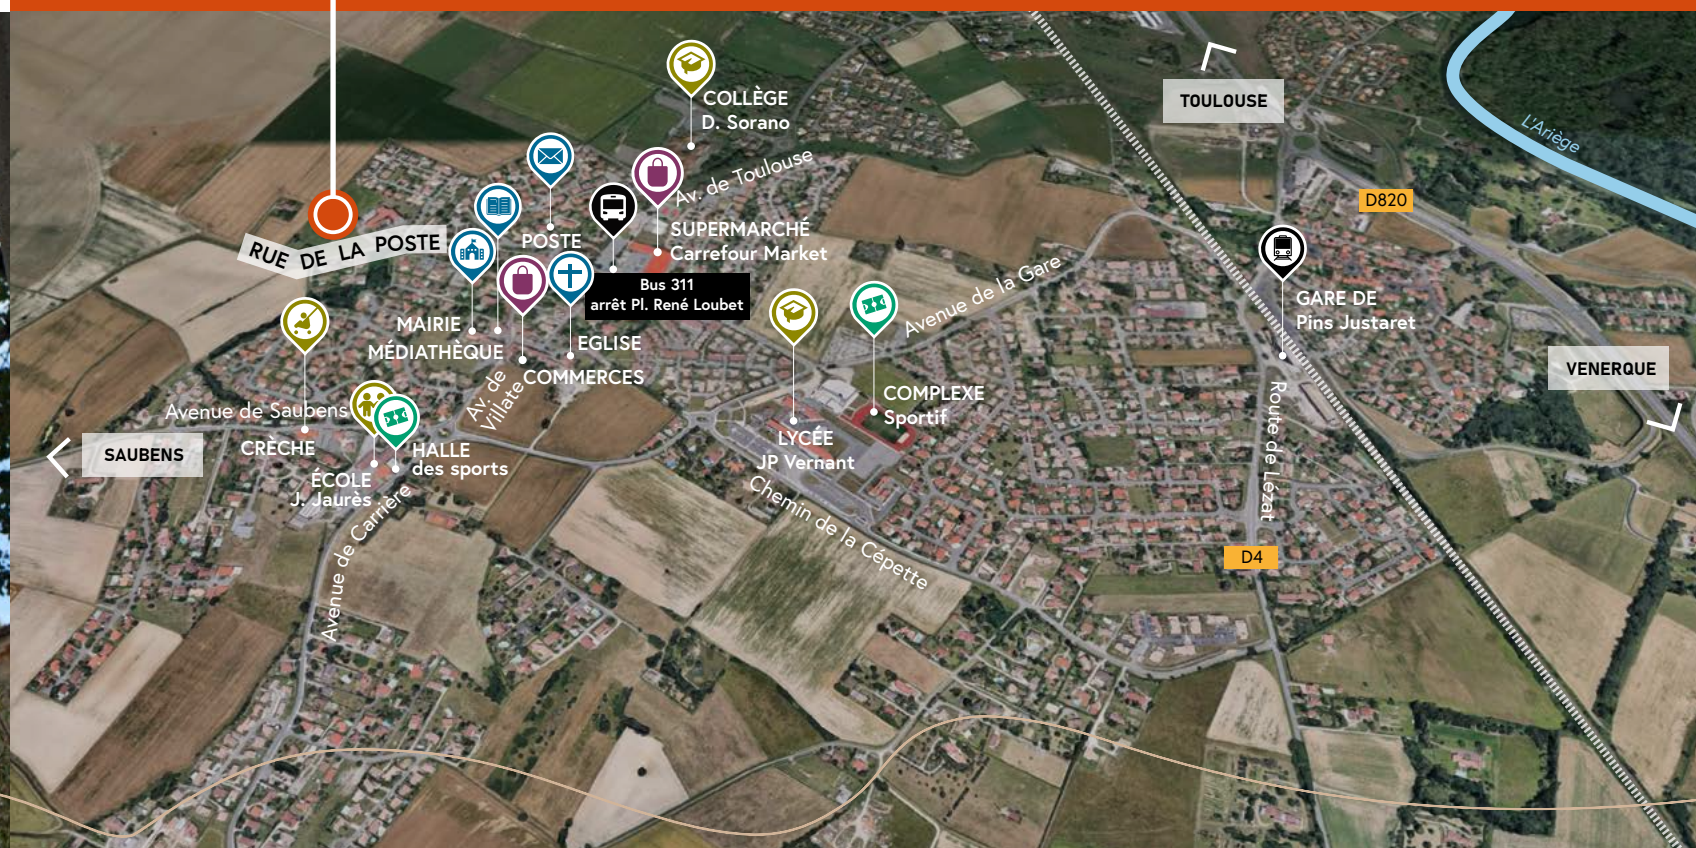 COLLÈGE
D. Sorano
TOULOUSE
L'Ariège
Av. de Toulouse
D820
RUE DE LA POSTE
POSTE
SUPERMARCHÉ
Carrefour Market
Bus 311
arrêt Pl. René Loubet
Avenue de la Gare
GARE DE
Pins Justaret
MAIRIE
MÉDIATHÈQUE
EGLISE
COMMERCES
VENERQUE
Av. de
Villate
COMPLEXE
Sportif
Avenue de Saubens
CRÈCHE
SAUBENS
HALLE
des sports
ÉCOLE
J. Jaurès
LYCÉE
JP Vernant
Route de Lézat
Avenue de Carrière
Chemin de la Cépette
D4